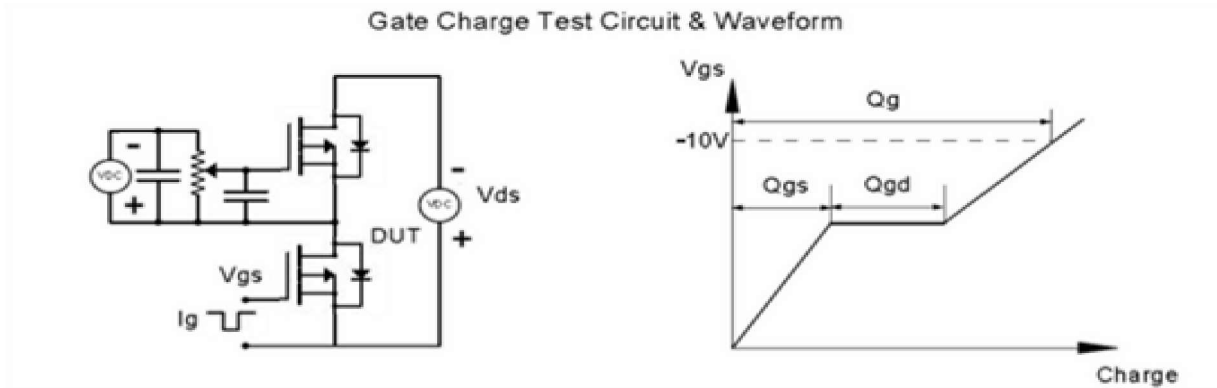 Gate Charge Test Circuit & Waveform
-
VDC
+
-
VDC
Vds
+
DUT
Vgs
Ig
Vgs
Qg
-10V
Qgs
Qgd
Charge